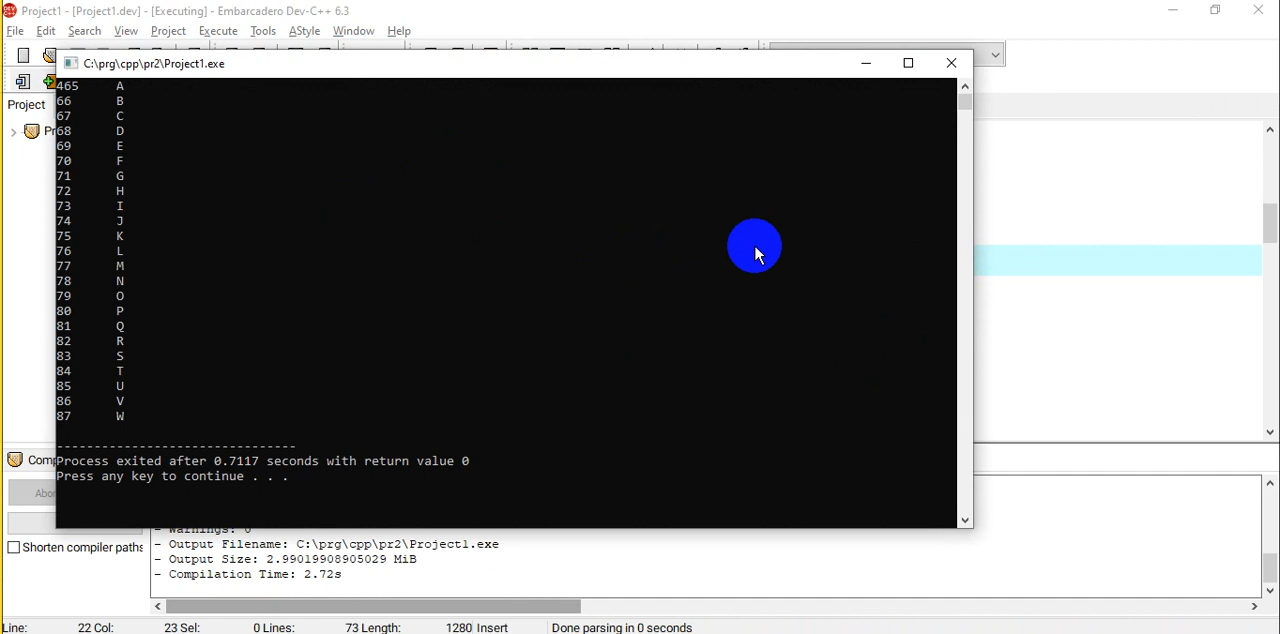 Project1 - [Project1.dev] - [Executing] - Embarcadero Dev-C++ 6.3
File Edit Search View Project Execute Tools AStyle Window Help
C:\prg\cpp\pr2\Project1.exe
Project
465 A
66 B
67 C
68 D
69 E
70 F
71 G
72 H
73 I
74 J
75 K
76 L
77 M
78 N
79 O
80 P
81 Q
82 R
83 S
84 T
85 U
86 V
87 W
--------------------------------
Process exited after 0.7117 seconds with return value 0
Press any key to continue . . .
- Warnings: 0
- Output Filename: C:\prg\cpp\pr2\Project1.exe
- Output Size: 2.99019908905029 MiB
- Compilation Time: 2.72s
Shorten compiler paths
Line: 22 Col: 23 Sel: 0 Lines: 73 Length: 1280 Insert Done parsing in 0 seconds